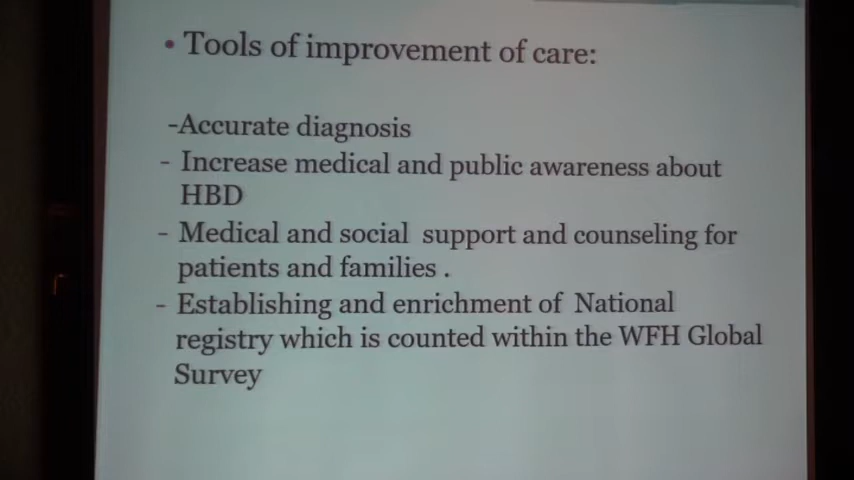 • Tools of improvement of care:
-Accurate diagnosis
- Increase medical and public awareness about
HBD
- Medical and social support and counseling for
patients and families .
- Establishing and enrichment of National
registry which is counted within the WFH Global
Survey